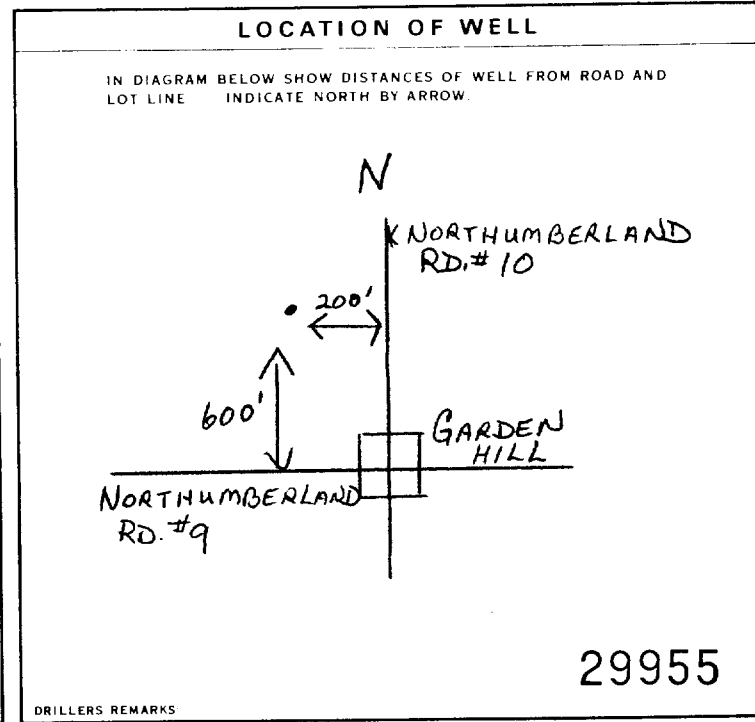 LOCATION OF WELL
IN DIAGRAM BELOW SHOW DISTANCES OF WELL FROM ROAD AND
LOT LINE INDICATE NORTH BY ARROW.
N
NORTHUMBERLAND
RD.# 10
200'
600'
GARDEN
HILL
NORTHUMBERLAND
RD. #9
29955
DRILLERS REMARKS